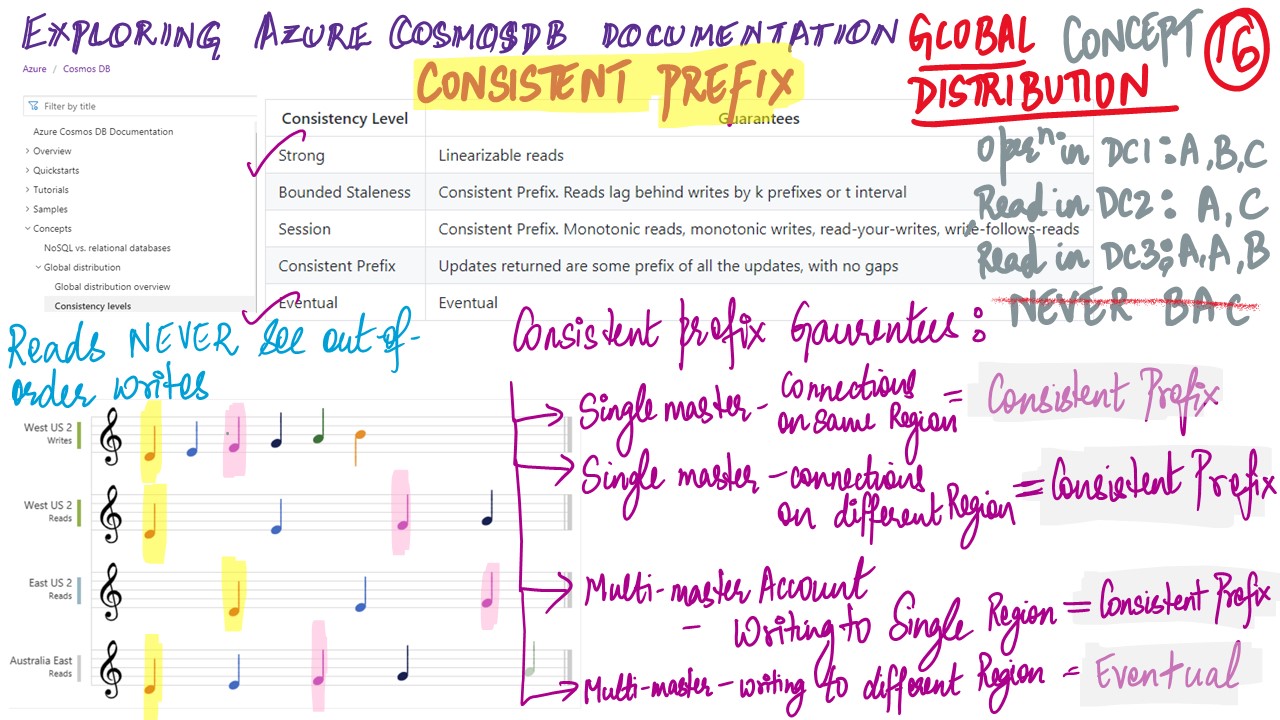 EXPLORING AZURE COSMOSDB DOCUMENTATION
GLOBAL DISTRIBUTION
CONCEPT 16
Azure / Cosmos DB
CONSISTENT PREFIX
Filter by title
Azure Cosmos DB Documentation
Overview
Quickstarts
Tutorials
Samples
Concepts
NoSQL vs. relational databases
Global distribution
Global distribution overview
Consistency levels
Consistency Level Guarantees
Strong Linearizable reads
Bounded Staleness Consistent Prefix. Reads lag behind writes by k prefixes or t interval
Session Consistent Prefix. Monotonic reads, monotonic writes, read-your-writes, write-follows-reads
Consistent Prefix Updates returned are some prefix of all the updates, with no gaps
Eventual Eventual
Opern: in DC1: A, B, C
Read in DC2: A, C
Read in DC3: A, A, B
NEVER BAC
Reads NEVER see out-of-
order writes
West US 2
Writes
West US 2
Reads
East US 2
Reads
Australia East
Reads
Consistent prefix Gaurentees:
Single master - connections
on same Region = Consistent Prefix
Single master - connections
on different Region = Consistent Prefix
Multi-master Account
- Writing to Single Region = Consistent Prefix
Multi-master - writing to different Region = Eventual